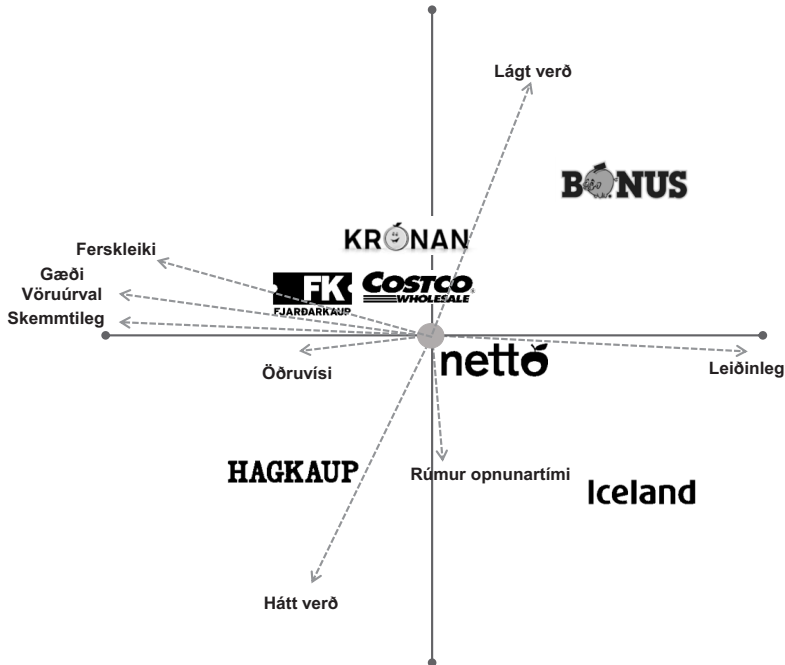 Lágt verð
BÓNUS
KRÓNAN
Ferskleiki
Gæði
Vöruúrval
Skemmtileg
FK
FJARÐARKAUP
COSTCO
WHOLESALE
nettó
Leiðinleg
Öðruvísi
HAGKAUP
Rúmur opnunartími
Iceland
Hátt verð